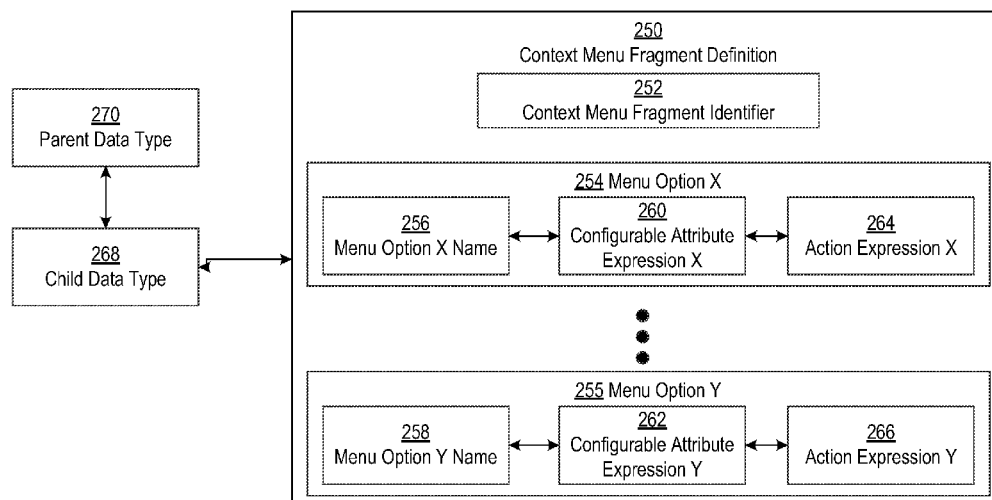 250
Context Menu Fragment Definition
252
Context Menu Fragment Identifier
270
Parent Data Type
268
Child Data Type
254 Menu Option X
256
Menu Option X Name
260
Configurable Attribute
Expression X
264
Action Expression X
255 Menu Option Y
258
Menu Option Y Name
262
Configurable Attribute
Expression Y
266
Action Expression Y